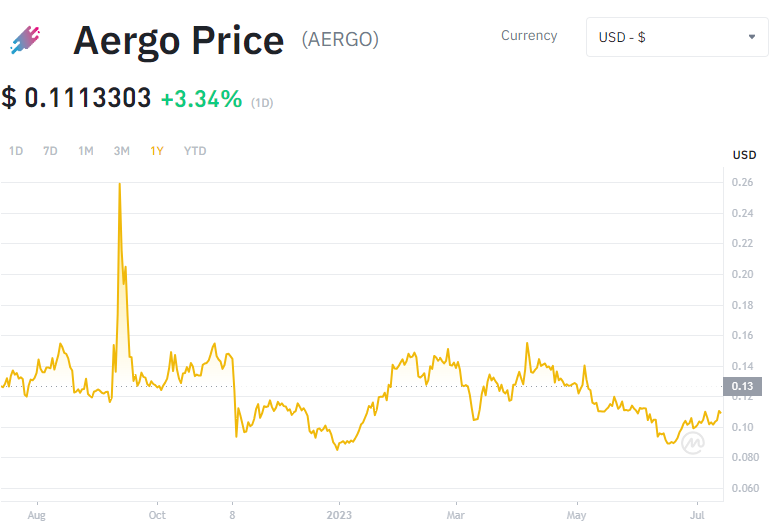 Aergo Price (AERGO)
Currency
USD - $
$ 0.1113303 +3.34% (1D)
1D 7D 1M 3M 1Y YTD
USD
0.26
0.24
0.22
0.20
0.18
0.16
0.14
0.13
0.12
0.10
0.080
0.060
Aug Oct 8 2023 Mar May Jul